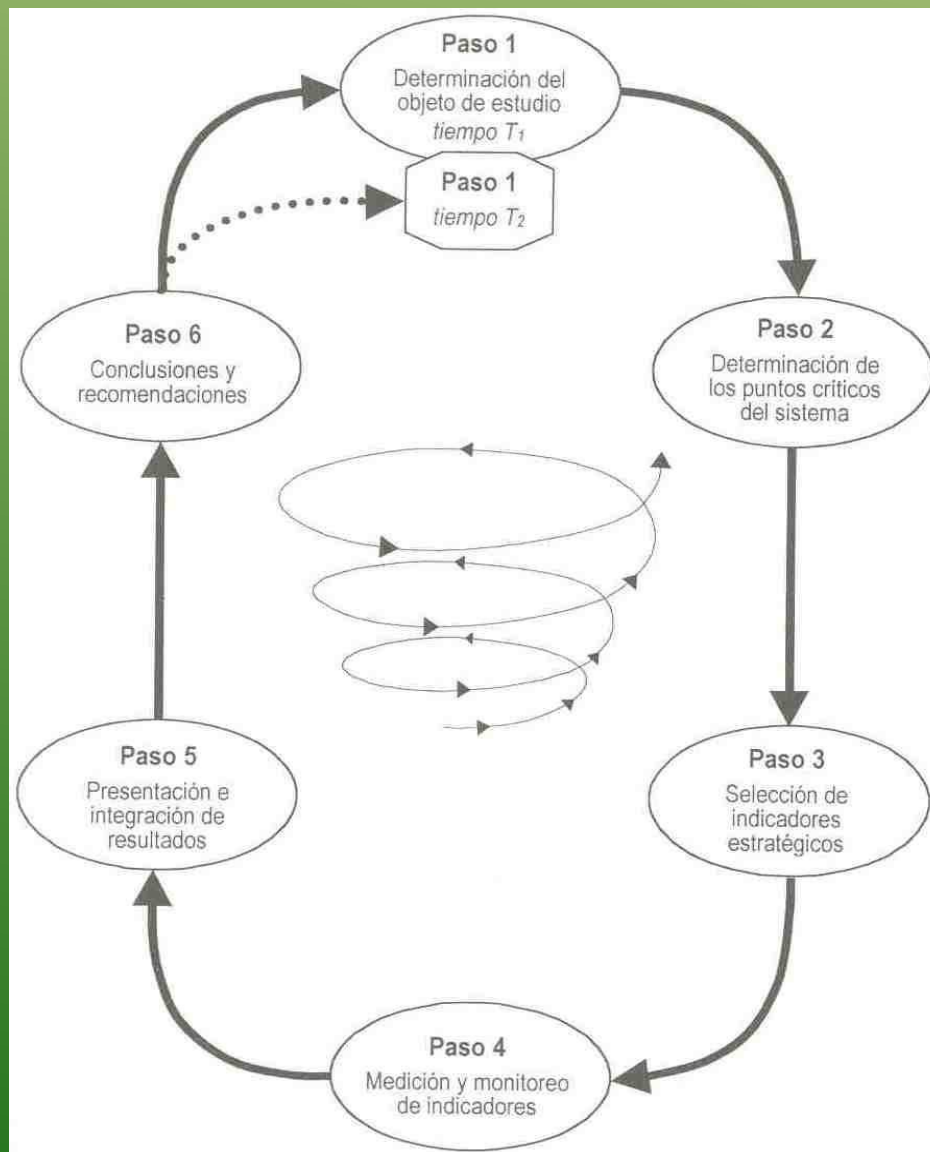 Paso 1
Determinación del
objeto de estudio
tiempo T₁
Paso 1
tiempo T₂
Paso 2
Determinación de
los puntos críticos
del sistema
Paso 3
Selección de
indicadores
estratégicos
Paso 4
Medición y monitoreo
de indicadores
Paso 5
Presentación e
integración de
resultados
Paso 6
Conclusiones y
recomendaciones